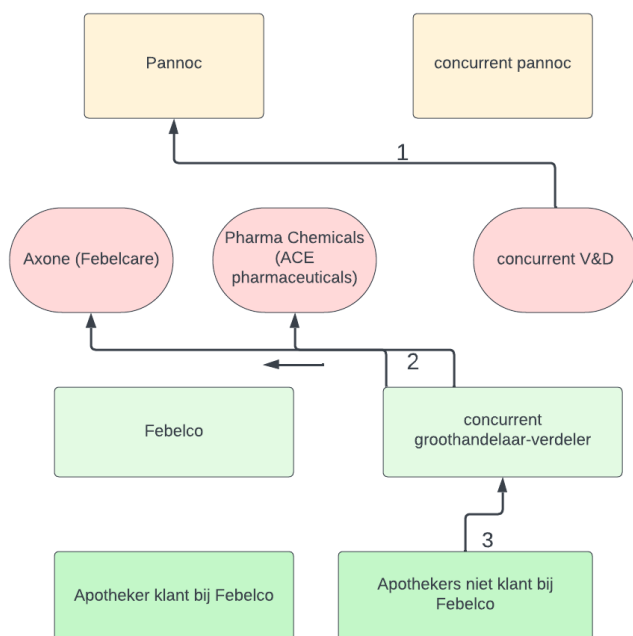 Pannoc
concurrent pannoc
1
Axone (Febelcare)
Pharma Chemicals
(ACE
pharmaceuticals)
concurrent V&D
2
Febelco
concurrent
groothandelaar-verdeler
3
Apotheker klant bij Febelco
Apothekers niet klant bij
Febelco